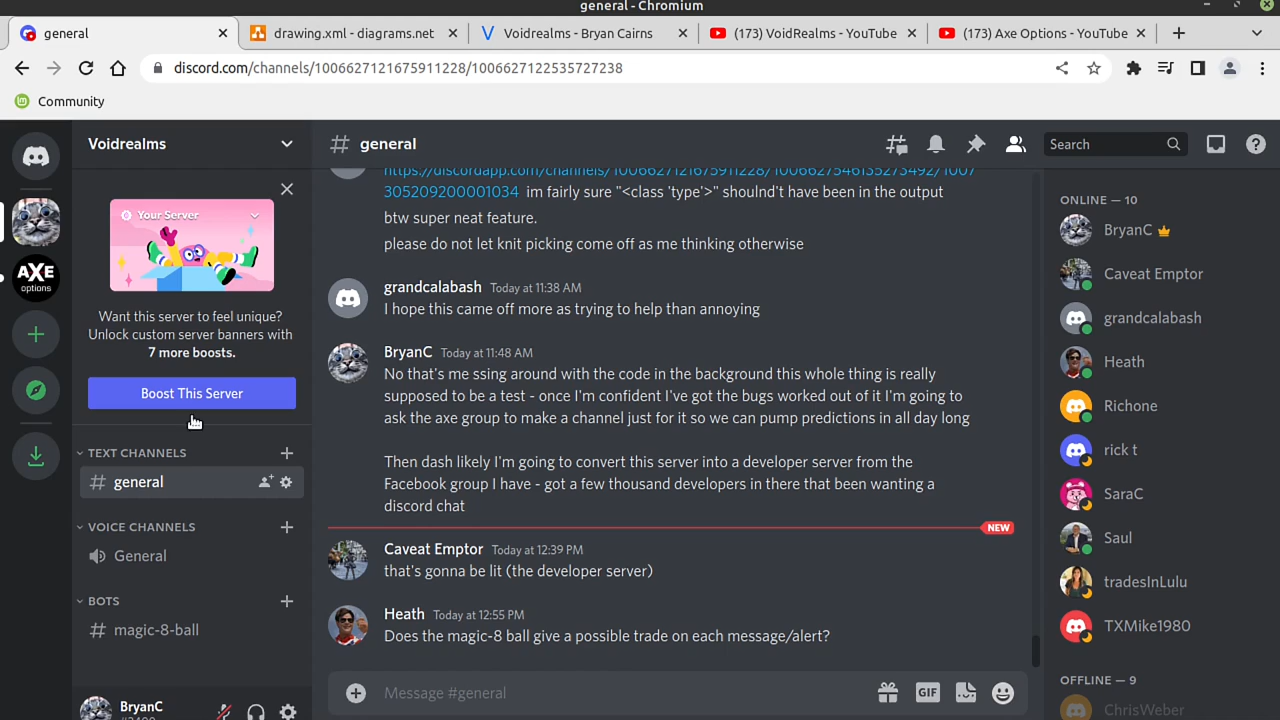 general - Chromium
general
drawing.xml - diagrams.net
Voidrealms - Bryan Cairns
(173) VoidRealms - YouTube
(173) Axe Options - YouTube
discord.com/channels/1006627121675911228/1006627122535727238
Community
Voidrealms
general
Search
Your Server
Want this server to feel unique?
Unlock custom server banners with
7 more boosts.
Boost This Server
AXE
options
TEXT CHANNELS
general
VOICE CHANNELS
General
BOTS
magic-8-ball
BryanC
https://discordapp.com/channels/1006627121675911228/1006627546135273492/1007
305209200001034 im fairly sure "<class 'type'>" shoulnd't have been in the output
btw super neat feature.
please do not let knit picking come off as me thinking otherwise
grandcalabash Today at 11:38 AM
I hope this came off more as trying to help than annoying
BryanC Today at 11:48 AM
No that's me ssing around with the code in the background this whole thing is really
supposed to be a test - once I'm confident I've got the bugs worked out of it I'm going to
ask the axe group to make a channel just for it so we can pump predictions in all day long
Then dash likely I'm going to convert this server into a developer server from the
Facebook group I have - got a few thousand developers in there that been wanting a
discord chat
NEW
Caveat Emptor Today at 12:39 PM
that's gonna be lit (the developer server)
Heath Today at 12:55 PM
Does the magic-8 ball give a possible trade on each message/alert?
Message #general
GIF
ONLINE — 10
BryanC
Caveat Emptor
grandcalabash
Heath
Richone
rick t
SaraC
Saul
tradesInLulu
TXMike1980
OFFLINE — 9
ChrisWeber